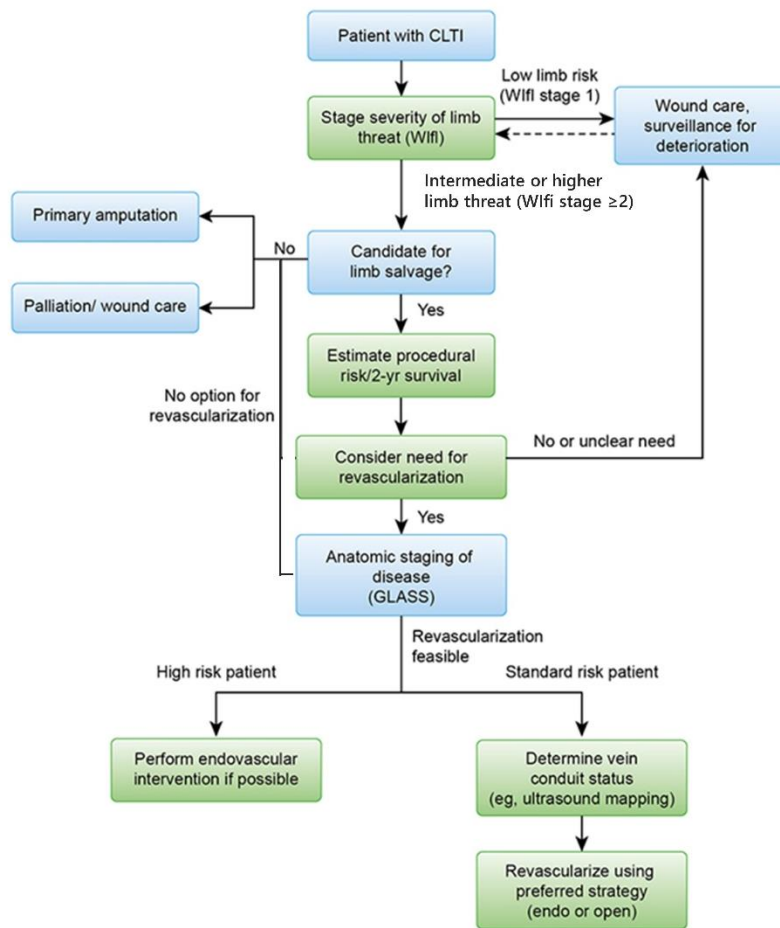 Patient with CLTI
Low limb risk
(WIfI stage 1)
Stage severity of limb
threat (WIfI)
Wound care,
surveillance for
deterioration
Intermediate or higher
limb threat (WIfi stage ≥2)
Primary amputation
No
Candidate for
limb salvage?
Palliation/ wound care
Yes
Estimate procedural
risk/2-yr survival
No option for
revascularization
Consider need for
revascularization
No or unclear need
Yes
Anatomic staging of
disease
(GLASS)
Revascularization
feasible
High risk patient
Standard risk patient
Perform endovascular
intervention if possible
Determine vein
conduit status
(eg, ultrasound mapping)
Revascularize using
preferred strategy
(endo or open)